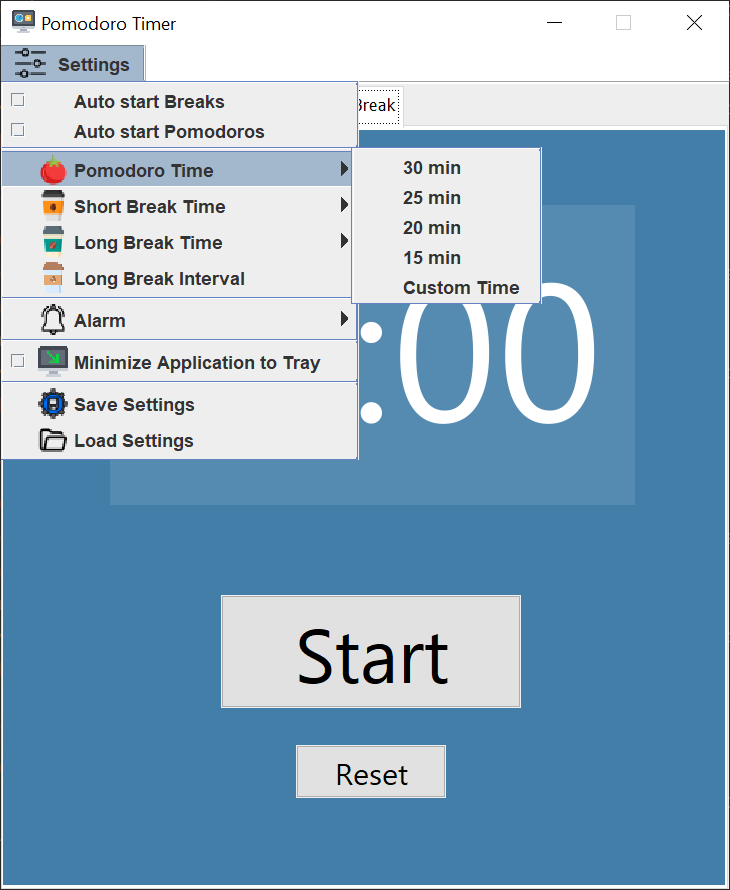 Pomodoro Timer
Settings
Auto start Breaks
Auto start Pomodoros
Break
Pomodoro Time
Short Break Time
Long Break Time
Long Break Interval
Alarm
Minimize Application to Tray
Save Settings
Load Settings
30 min
25 min
20 min
15 min
Custom Time
:00
Start
Reset